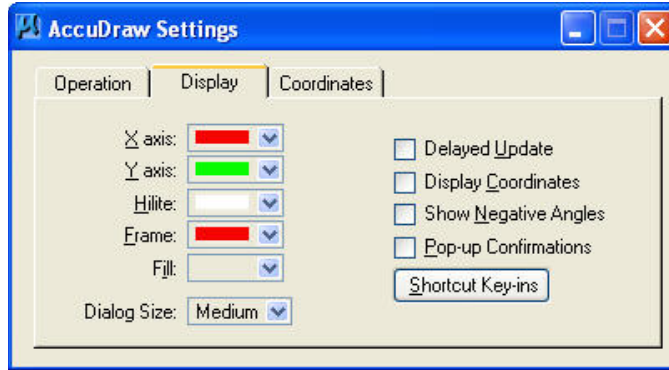 AccuDraw Settings
Operation Display Coordinates
X axis:
Y axis:
Hilite:
Frame:
Fill:
Dialog Size: Medium
Delayed Update
Display Coordinates
Show Negative Angles
Pop-up Confirmations
Shortcut Key-ins